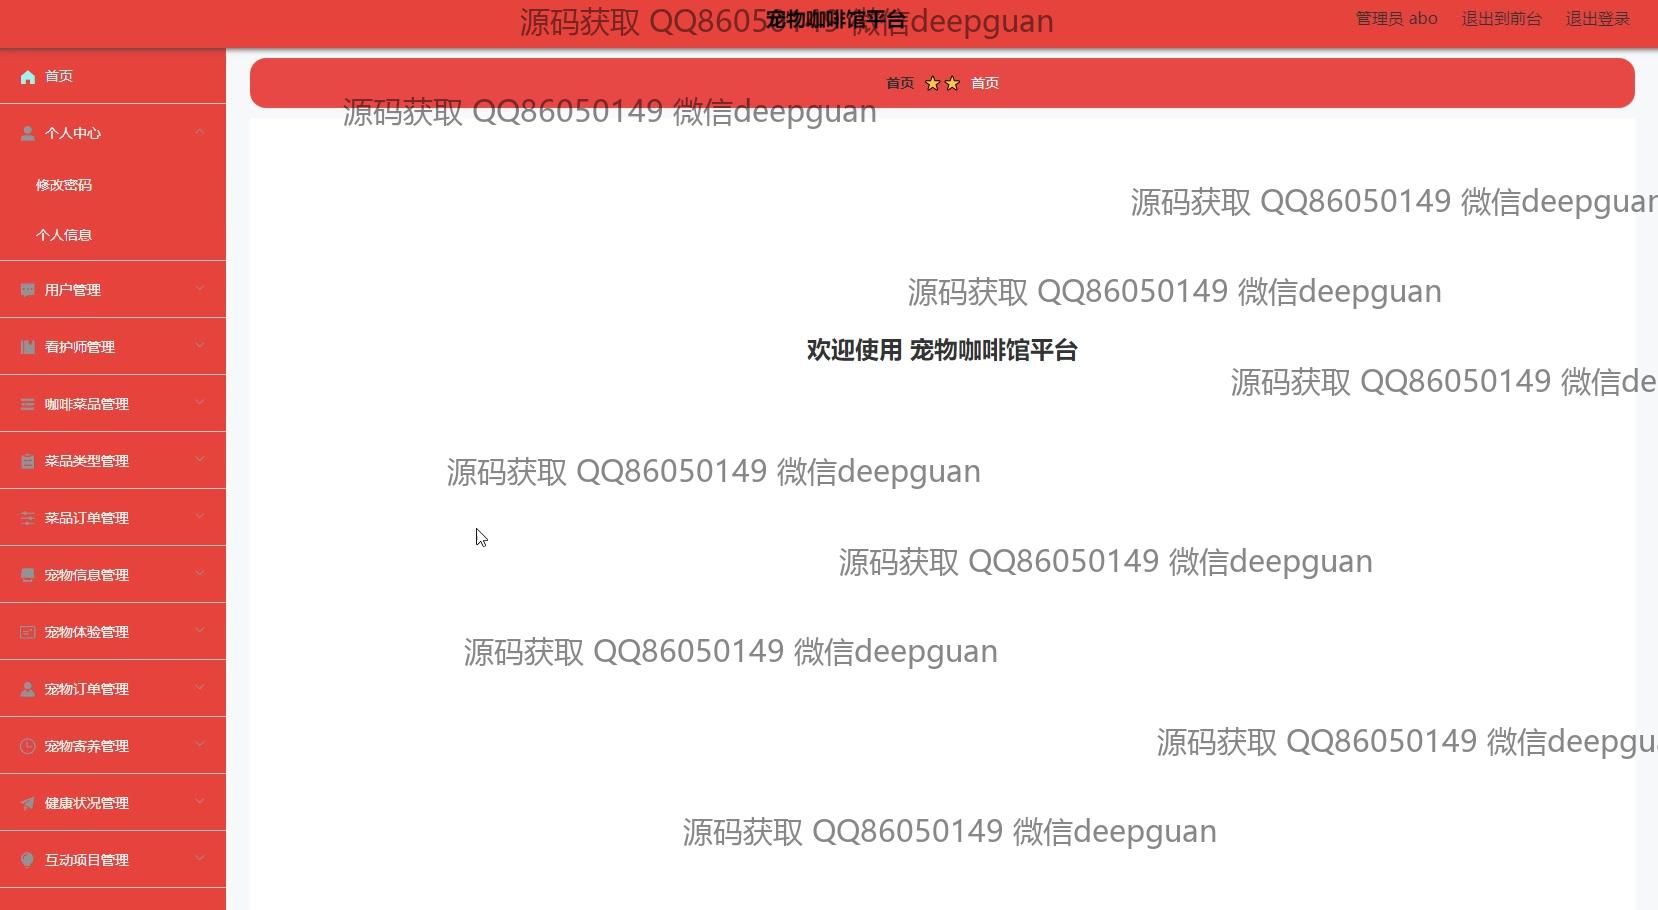 源码获取 QQ86050149 微信deepguan
宠物咖啡馆平台
管理员 abo 退出到前台 退出登录
首页
首页 ⭐⭐ 首页
源码获取 QQ86050149 微信deepguan
个人中心
修改密码
源码获取 QQ86050149 微信deepguan
个人信息
用户管理
源码获取 QQ86050149 微信deepguan
看护师管理
欢迎使用 宠物咖啡馆平台
源码获取 QQ86050149 微信de
咖啡菜品管理
菜品类型管理
源码获取 QQ86050149 微信deepguan
菜品订单管理
源码获取 QQ86050149 微信deepguan
宠物信息管理
宠物体验管理
源码获取 QQ86050149 微信deepguan
宠物订单管理
宠物寄养管理
源码获取 QQ86050149 微信deepgu
健康状况管理
源码获取 QQ86050149 微信deepguan
互动项目管理